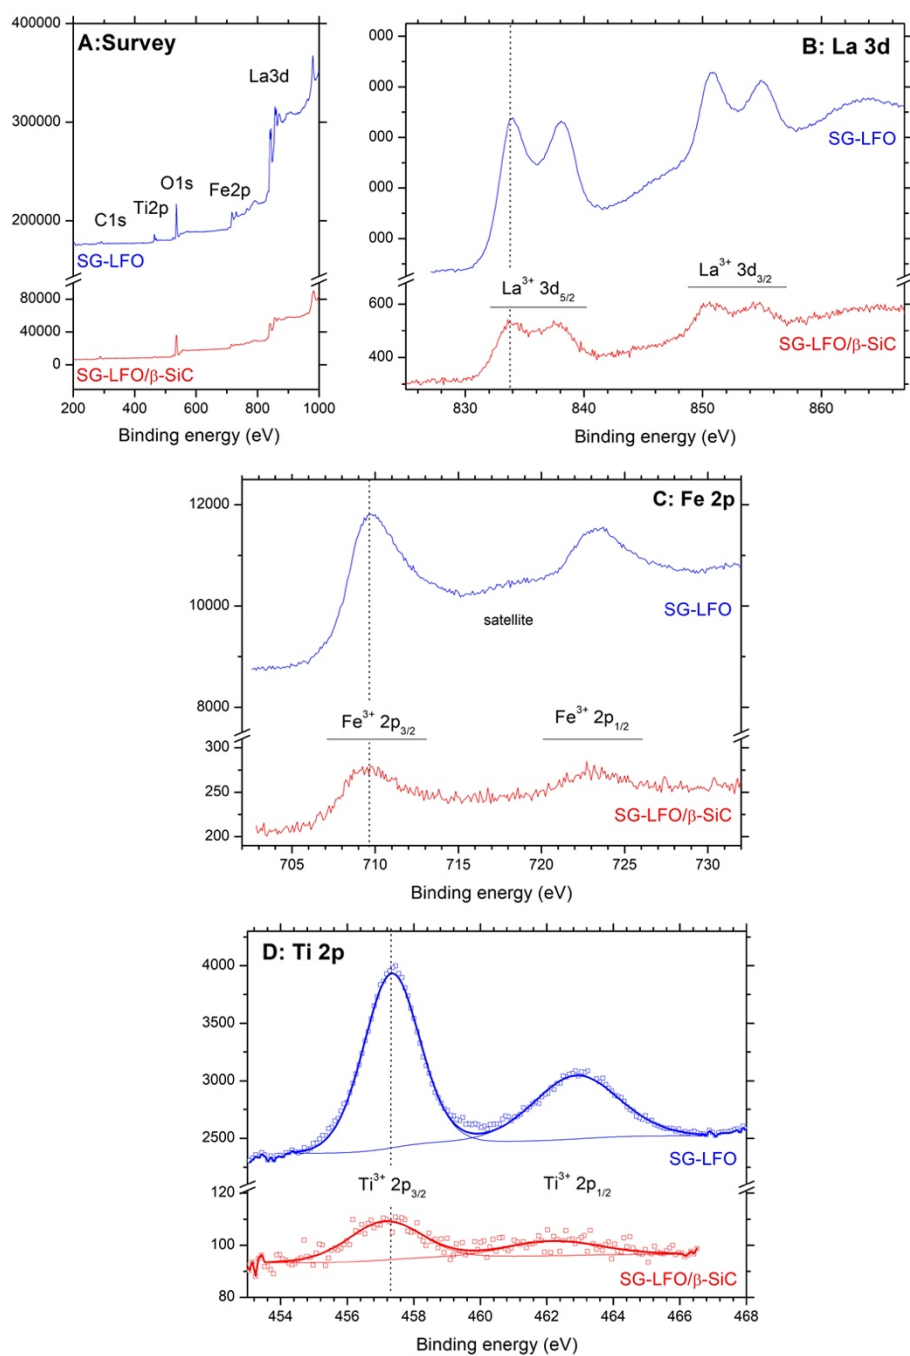 A:Survey
400000
300000
200000
100000
80000
40000
0
La3d
O1s
Fe2p
Ti2p
C1s
SG-LFO
SG-LFO/β-SiC
200 400 600 800 1000
Binding energy (eV)
B: La 3d
000
000
000
000
000
600
400
SG-LFO
La³⁺ 3d₅/₂
La³⁺ 3d₃/₂
SG-LFO/β-SiC
830 840 850 860
Binding energy (eV)
C: Fe 2p
12000
10000
8000
300
250
200
SG-LFO
satellite
Fe³⁺ 2p₃/₂
Fe³⁺ 2p₁/₂
SG-LFO/β-SiC
705 710 715 720 725 730
Binding energy (eV)
D: Ti 2p
4000
3500
3000
2500
120
100
80
SG-LFO
Ti³⁺ 2p₃/₂
Ti³⁺ 2p₁/₂
SG-LFO/β-SiC
454 456 458 460 462 464 466 468
Binding energy (eV)